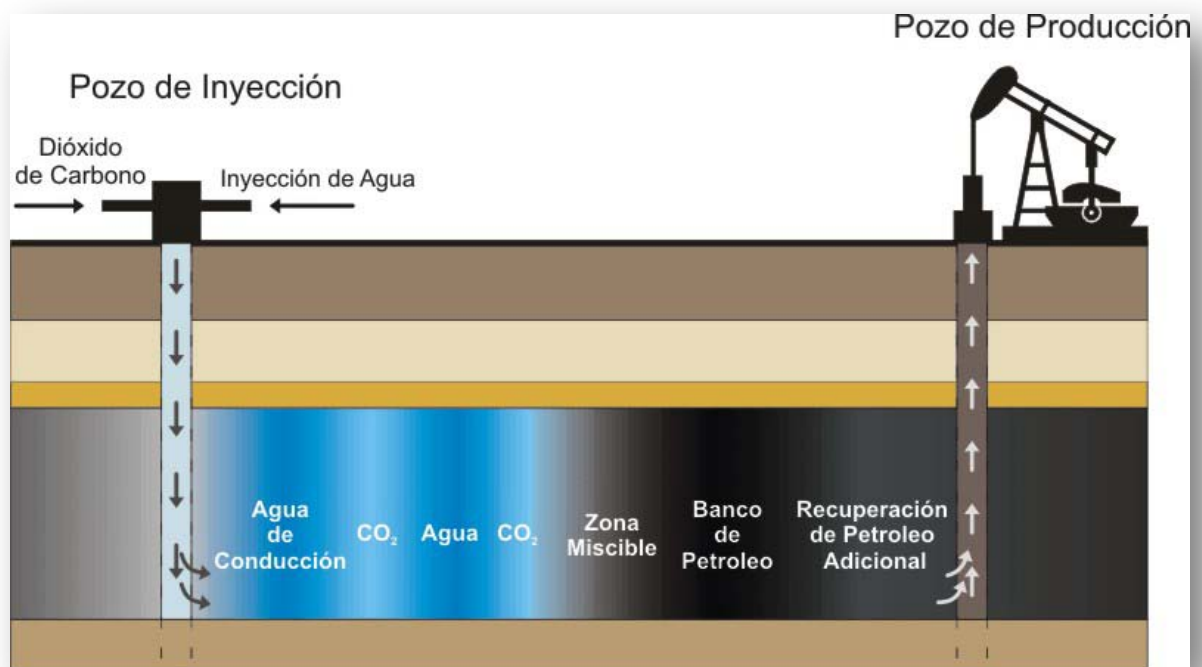 Pozo de Producción
Pozo de Inyección
Dióxido
de Carbono
Inyección de Agua
Agua
de
Conducción
CO₂
Agua
CO₂
Zona
Miscible
Banco
de
Petroleo
Recuperación
de Petroleo
Adicional